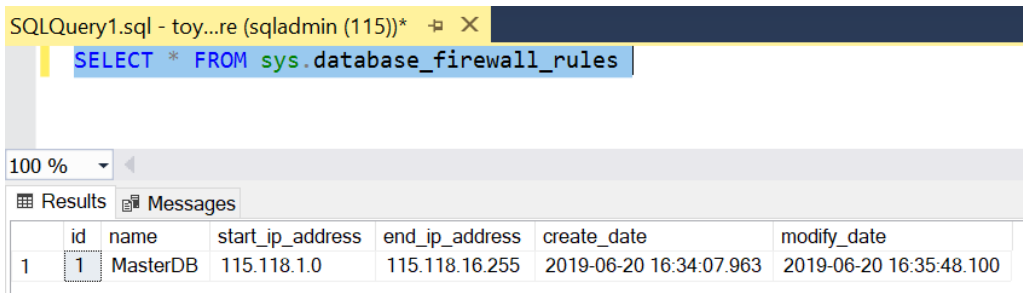 SQLQuery1.sql - toy...re (sqladmin (115))*
SELECT * FROM sys.database_firewall_rules
100 %
Results Messages
id name start_ip_address end_ip_address create_date modify_date
1 1 MasterDB 115.118.1.0 115.118.16.255 2019-06-20 16:34:07.963 2019-06-20 16:35:48.100